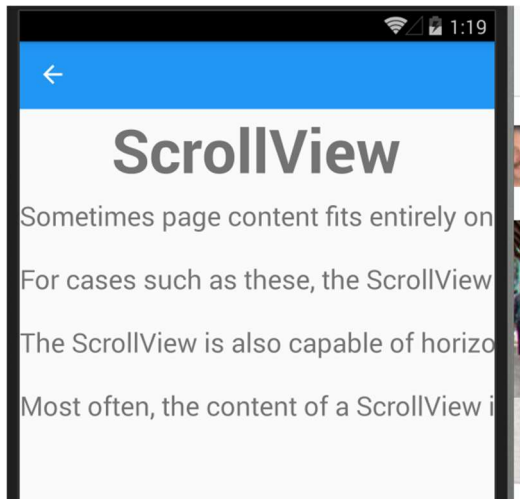 1:19
ScrollView
Sometimes page content fits entirely on
For cases such as these, the ScrollView
The ScrollView is also capable of horizo
Most often, the content of a ScrollView i